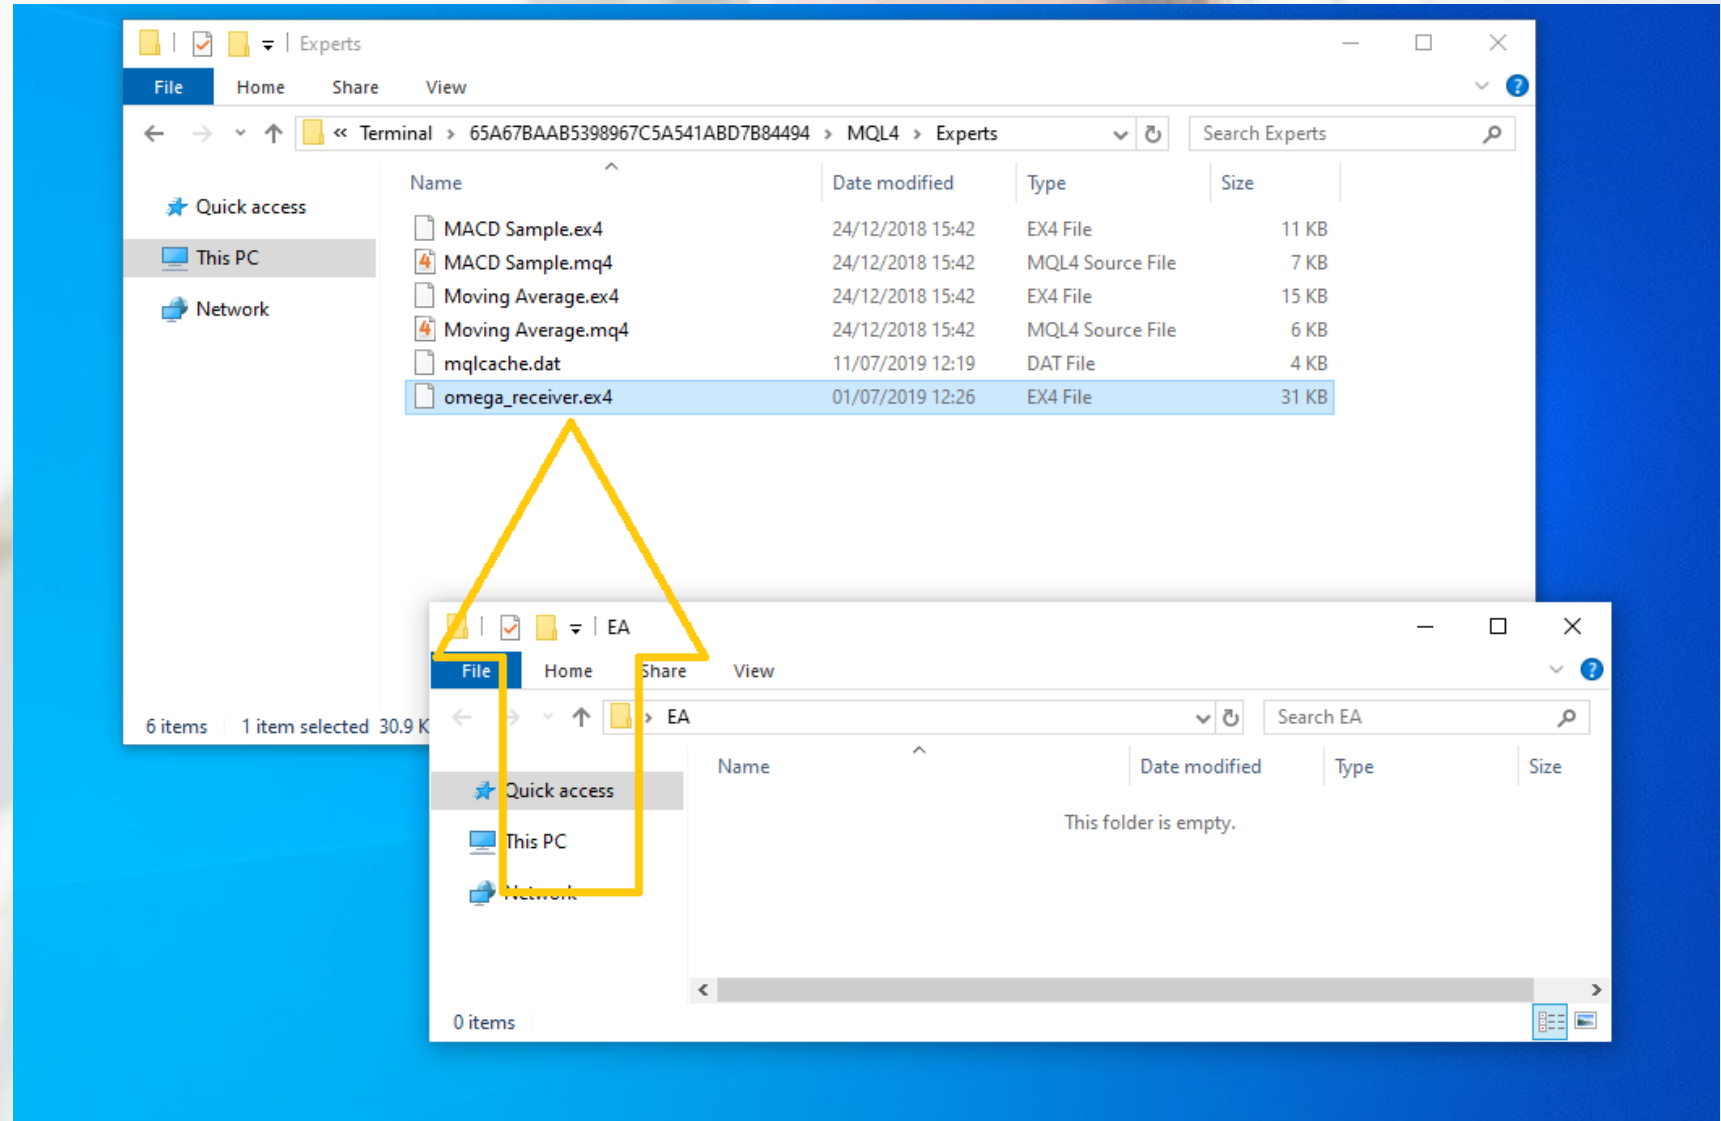 Experts
File Home Share View
« Terminal › 65A67BAAB5398967C5A541ABD7B84494 › MQL4 › Experts
Search Experts
Name Date modified Type Size
Quick access
This PC
Network
MACD Sample.ex4 24/12/2018 15:42 EX4 File 11 KB
MACD Sample.mq4 24/12/2018 15:42 MQL4 Source File 7 KB
Moving Average.ex4 24/12/2018 15:42 EX4 File 15 KB
Moving Average.mq4 24/12/2018 15:42 MQL4 Source File 6 KB
mqlcache.dat 11/07/2019 12:19 DAT File 4 KB
omega_receiver.ex4 01/07/2019 12:26 EX4 File 31 KB
6 items 1 item selected 30.9 K
EA
File Home Share View
› EA
Search EA
Name Date modified Type Size
Quick access
This PC
Network
This folder is empty.
0 items